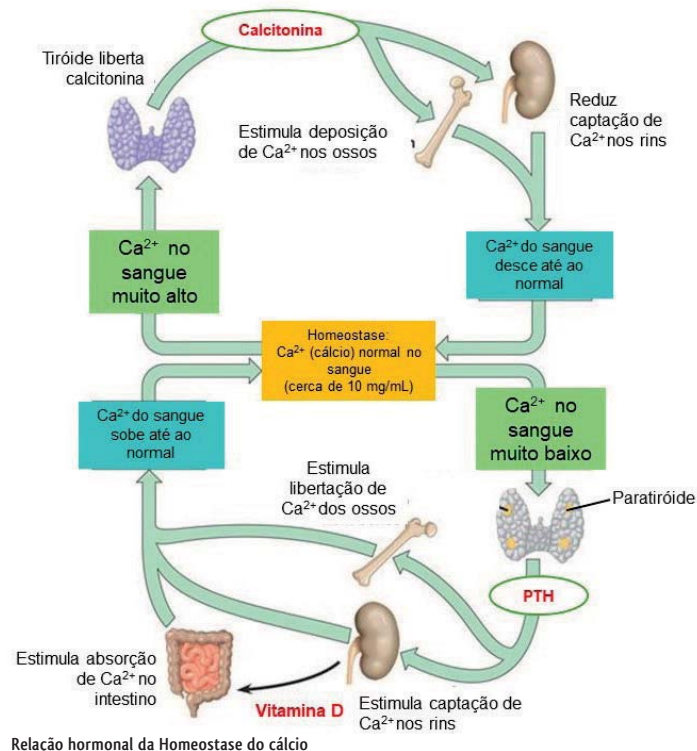 Calcitonina
Tiróide liberta
calcitonina
Estimula deposição
de Ca²⁺ nos ossos
Reduz
captação de
Ca²⁺ nos rins
Ca²⁺ no
sangue
muito alto
Ca²⁺ do sangue
desce até ao
normal
Homeostase:
Ca²⁺ (cálcio) normal no
sangue
(cerca de 10 mg/mL)
Ca²⁺ do sangue
sobe até ao
normal
Ca²⁺ no
sangue
muito baixo
Estimula
libertação de
Ca²⁺ dos ossos
Paratiróide
PTH
Estimula absorção
de Ca²⁺ no
intestino
Vitamina D
Estimula captação de
Ca²⁺ nos rins
Relação hormonal da Homeostase do cálcio